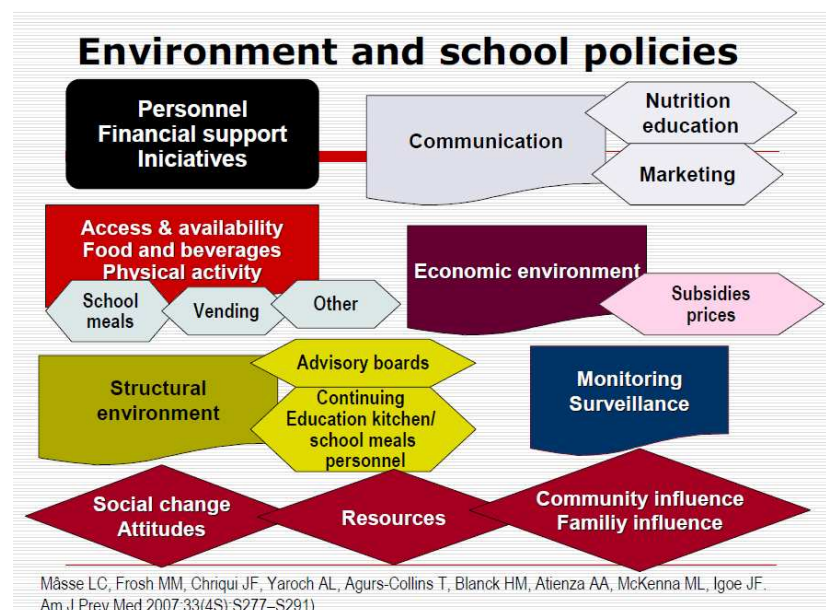 Environment and school policies
Personnel
Financial support
Iniciatives
Communication
Nutrition
education
Marketing
Access & availability
Food and beverages
Physical activity
School
meals
Vending
Other
Economic environment
Subsidies
prices
Structural
environment
Advisory boards
Continuing
Education kitchen/
school meals
personnel
Monitoring
Surveillance
Social change
Attitudes
Resources
Community influence
Familiy influence
Mâsse LC, Frosh MM, Chriqui JF, Yaroch AL, Agurs-Collins T, Blanck HM, Atienza AA, McKenna ML, Igoe JF.
Am J Prev Med 2007;33(4S):S277–S291)